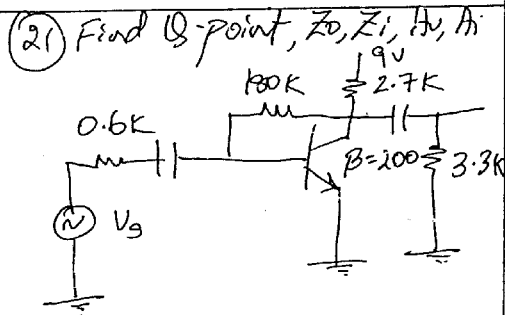 (21) Find Q-point, Zo, Zi, Av, Ai
9V
180K
2.7K
0.6K
β=200
3.3K
Vg